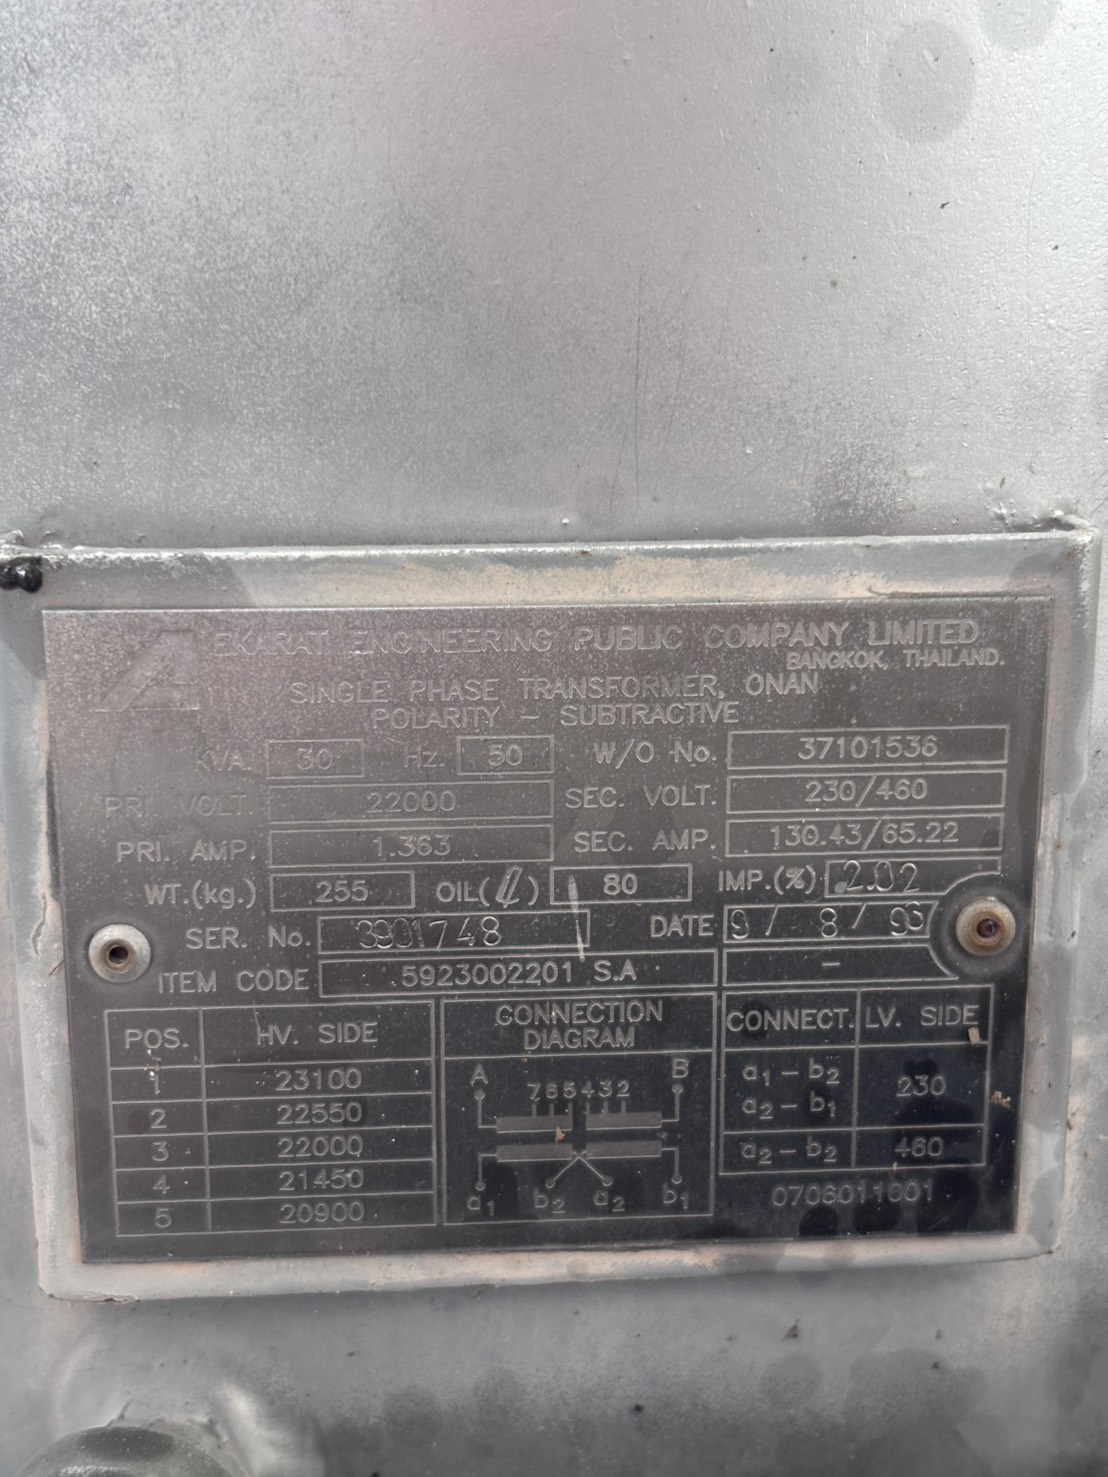 EKARAT ENGINEERING PUBLIC COMPANY LIMITED
BANGKOK, THAILAND.
SINGLE PHASE TRANSFORMER, ONAN
POLARITY - SUBTRACTIVE
KVA. 30 Hz. 50 W/O No. 37101536
PRI. VOLT. 22000 SEC. VOLT. 230/460
PRI. AMP. 1.363 SEC. AMP. 130.43/65.22
WT.(kg.) 255 OIL(L) 80 IMP.(%) 2.02
SER. No. 3901748 DATE 9 / 8 / 96
ITEM CODE 5923002201 S.A -
POS. HV. SIDE CONNECTION DIAGRAM CONNECT. LV. SIDE
1 23100 A 765432 B a1 - b2 a2 - b1 230
2 22550
3 22000 a2 - b2 460
4 21450 a1 b2 a2 b1
5 20900 0706011001